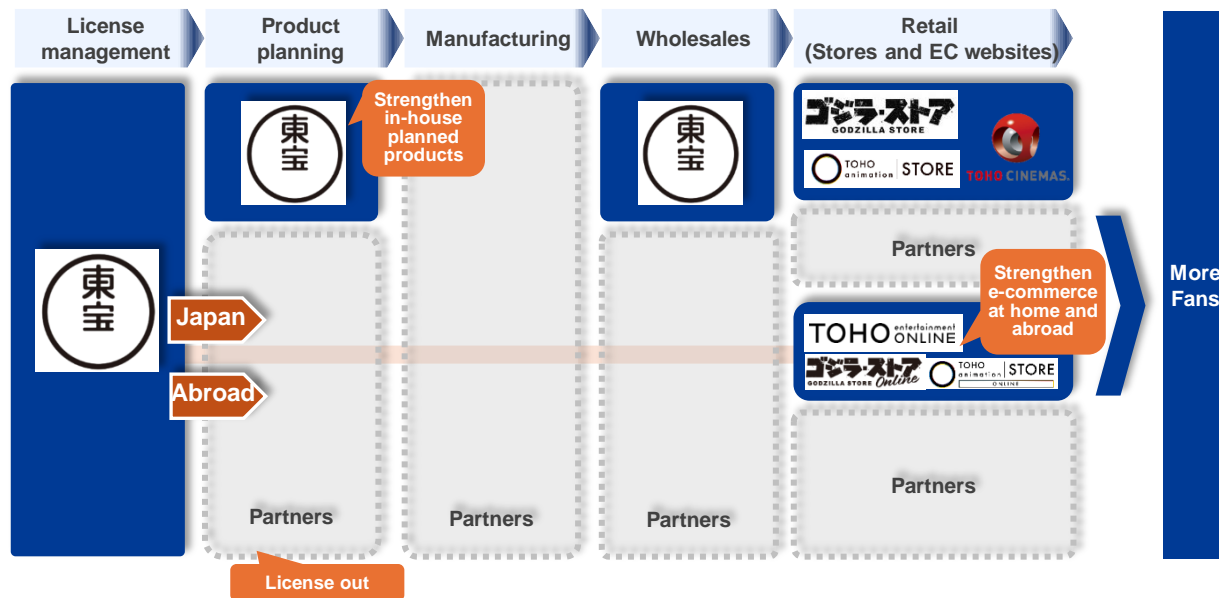 License
management
Product
planning
Manufacturing
Wholesales
Retail
(Stores and EC websites)
東宝
Strengthen
in-house
planned
products
東宝
ゴジラ・ストア
GODZILLA STORE
TOHO
animation
STORE
TOHO CINEMAS.
東宝
Japan
Abroad
Partners
Strengthen
e-commerce
at home and
abroad
TOHO entertainment
ONLINE
ゴジラ・ストア
GODZILLA STORE Online
TOHO
animation
STORE
ONLINE
Partners
Partners
Partners
Partners
License out
More
Fans